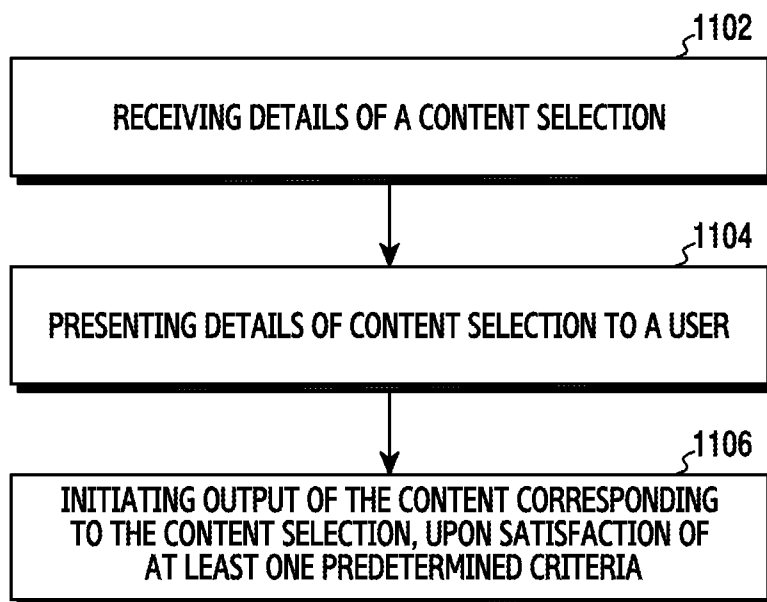 1102
RECEIVING DETAILS OF A CONTENT SELECTION
1104
PRESENTING DETAILS OF CONTENT SELECTION TO A USER
1106
INITIATING OUTPUT OF THE CONTENT CORRESPONDING
TO THE CONTENT SELECTION, UPON SATISFACTION OF
AT LEAST ONE PREDETERMINED CRITERIA